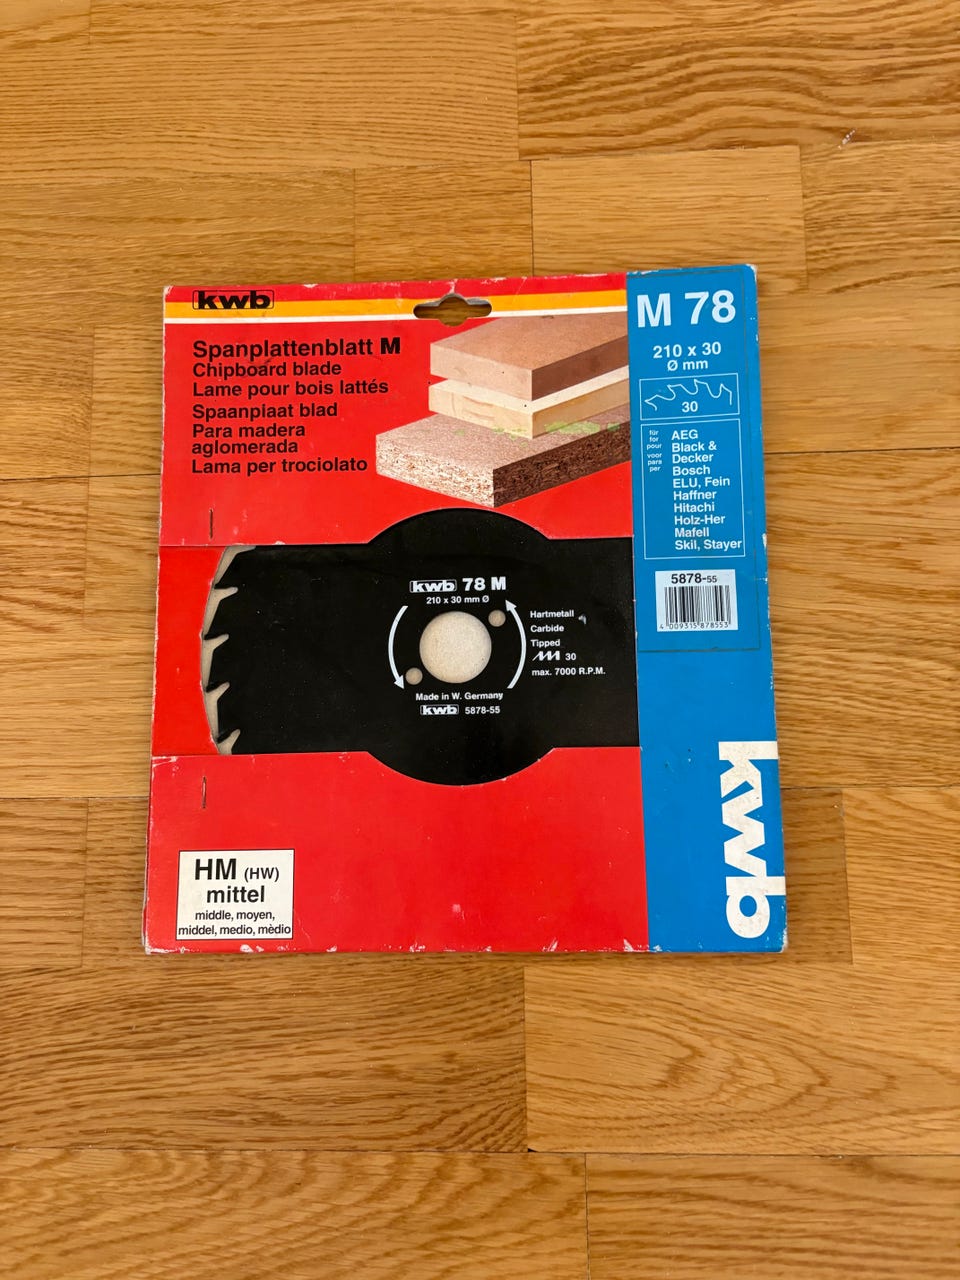 kwb
Spanplattenblatt M
Chipboard blade
Lame pour bois lattés
Spaanplaat blad
Para madera
aglomerada
Lama per trociolato
M 78
210 x 30
Ø mm
30
für
for
pour
voor
para
per
AEG
Black &
Decker
Bosch
ELU, Fein
Haffner
Hitachi
Holz-Her
Mafell
Skil, Stayer
5878-55
4 009315 878553
kwb 78 M
210 x 30 mm Ø
Hartmetall
Carbide
Tipped
30
max. 7000 R.P.M.
Made in W. Germany
kwb 5878-55
kwb
HM (HW)
mittel
middle, moyen,
middel, medio, mèdio